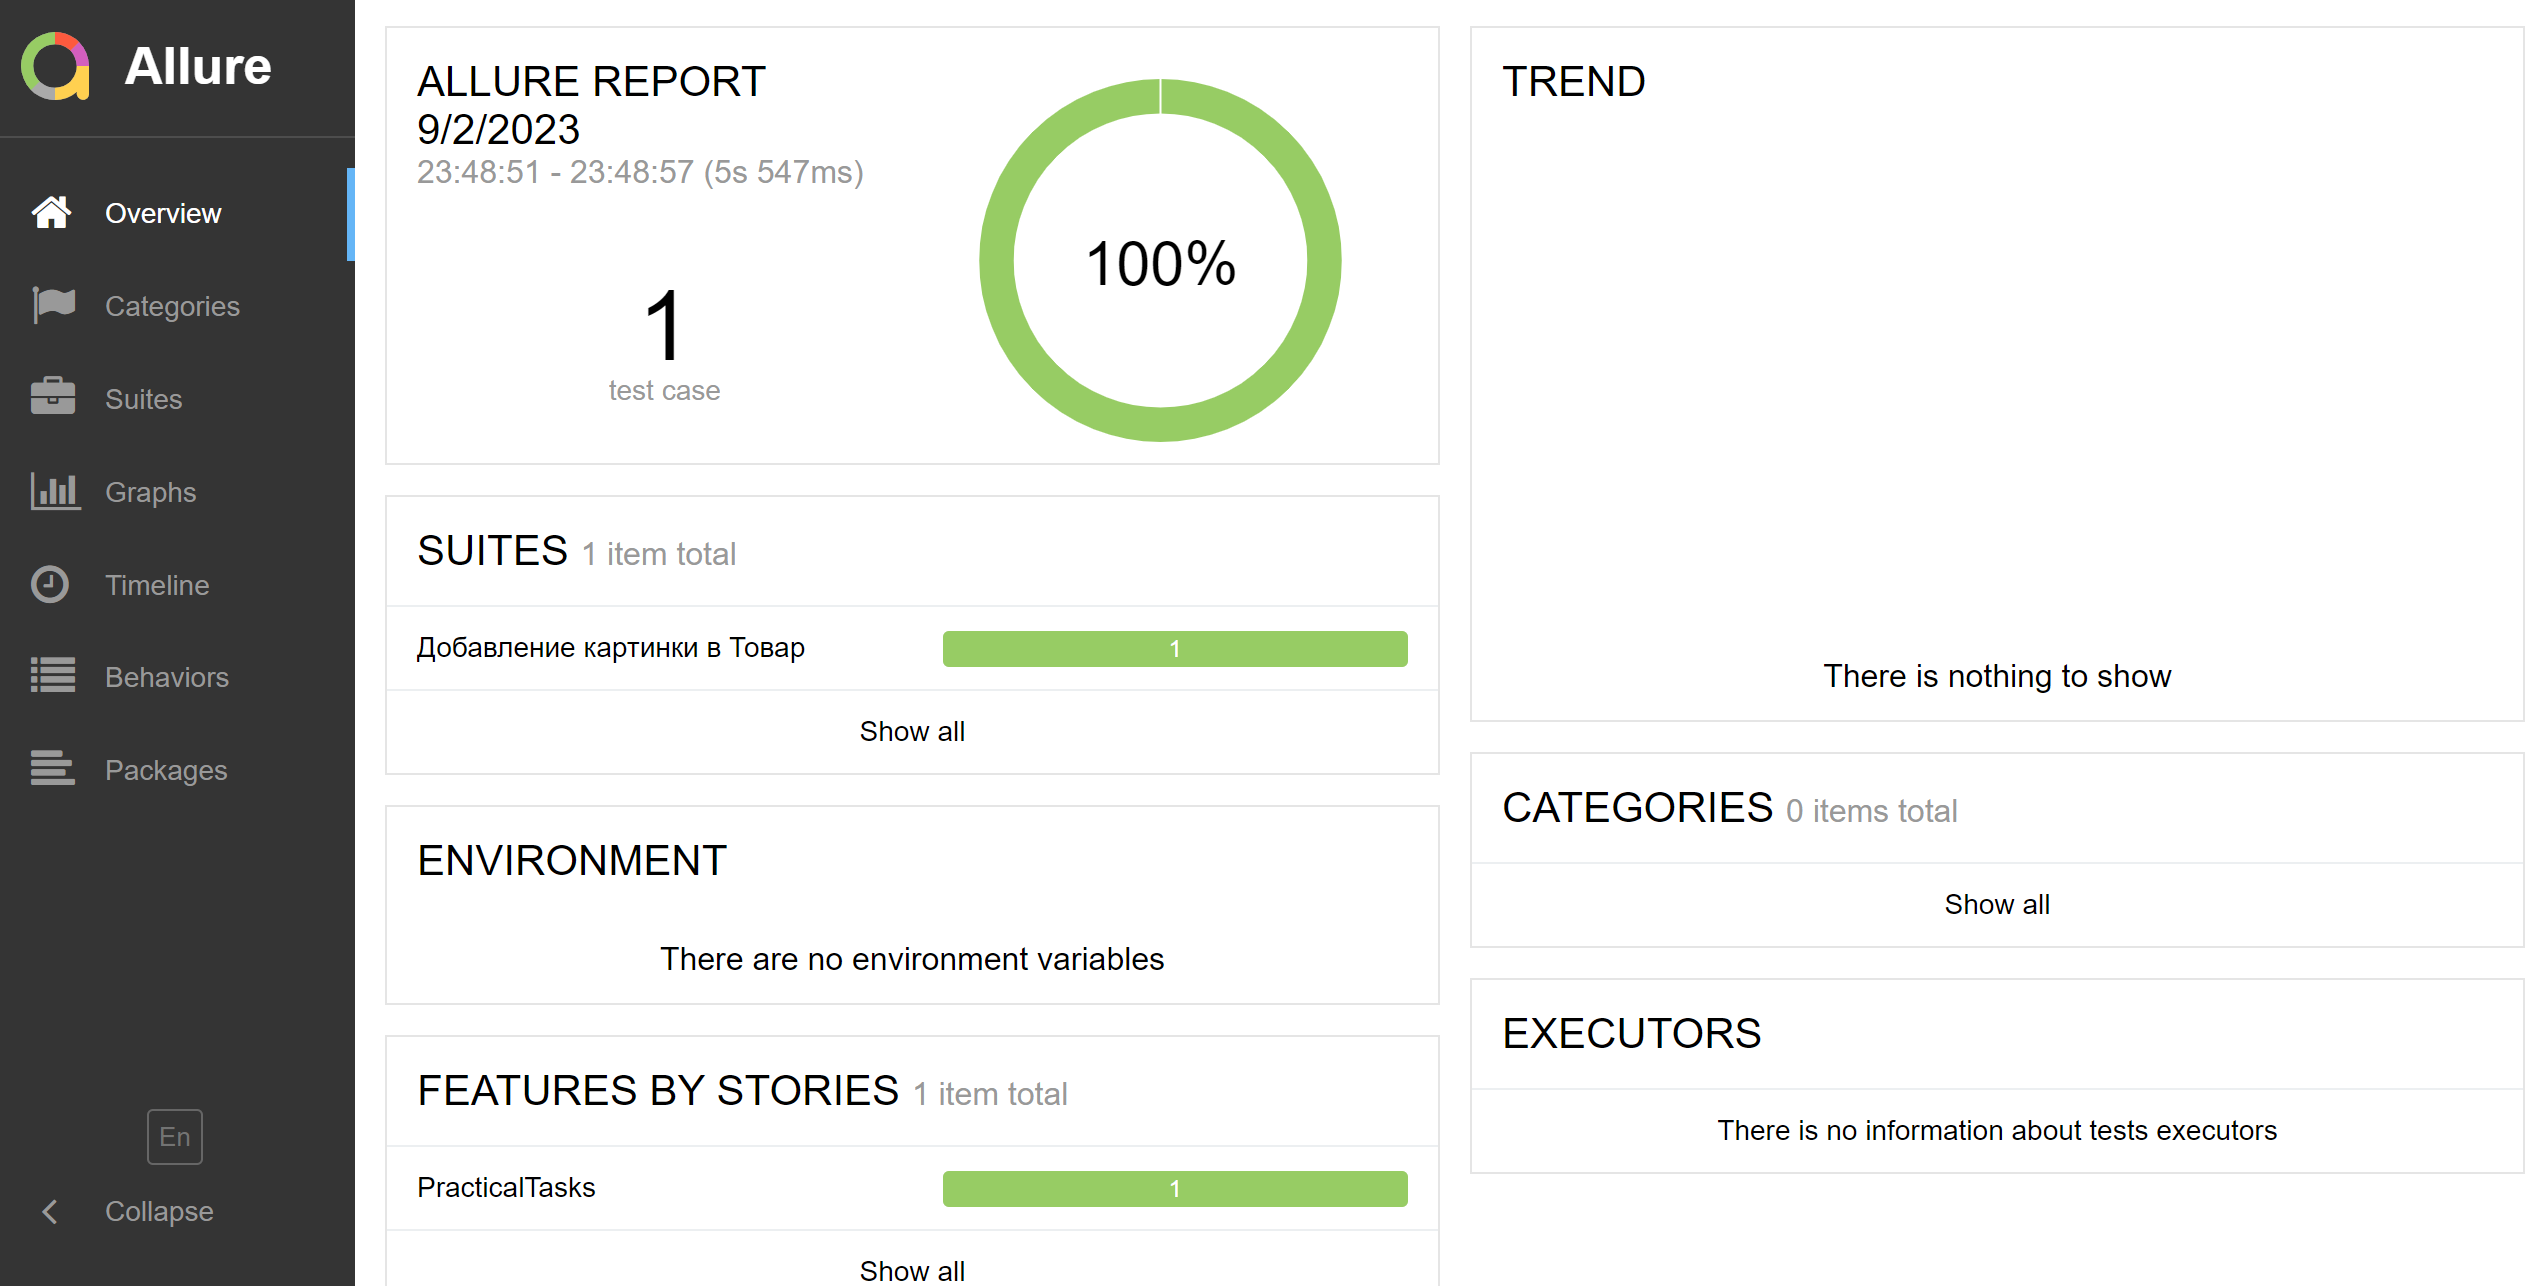 Allure
Overview
Categories
Suites
Graphs
Timeline
Behaviors
Packages
En
Collapse
ALLURE REPORT
9/2/2023
23:48:51 - 23:48:57 (5s 547ms)
1
test case
100%
SUITES 1 item total
Добавление картинки в Товар 1
Show all
ENVIRONMENT
There are no environment variables
FEATURES BY STORIES 1 item total
PracticalTasks 1
Show all
TREND
There is nothing to show
CATEGORIES 0 items total
Show all
EXECUTORS
There is no information about tests executors